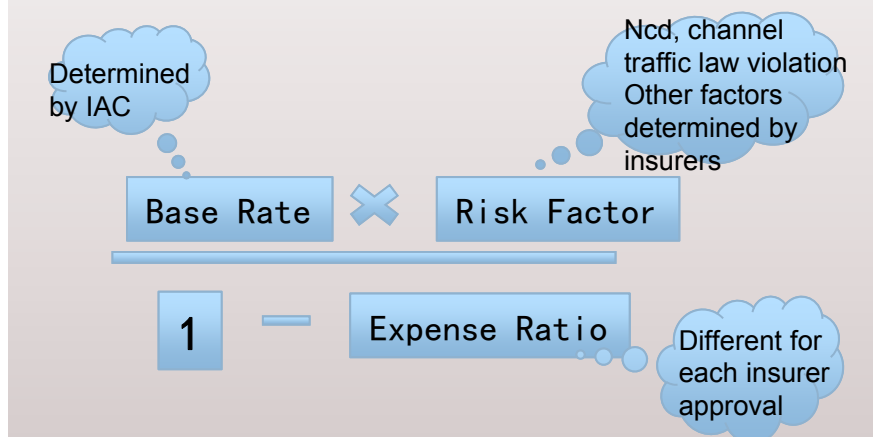 Determined
by IAC
Ncd, channel
traffic law violation
Other factors
determined by
insurers
Base Rate × Risk Factor
1 − Expense Ratio
Different for
each insurer
approval